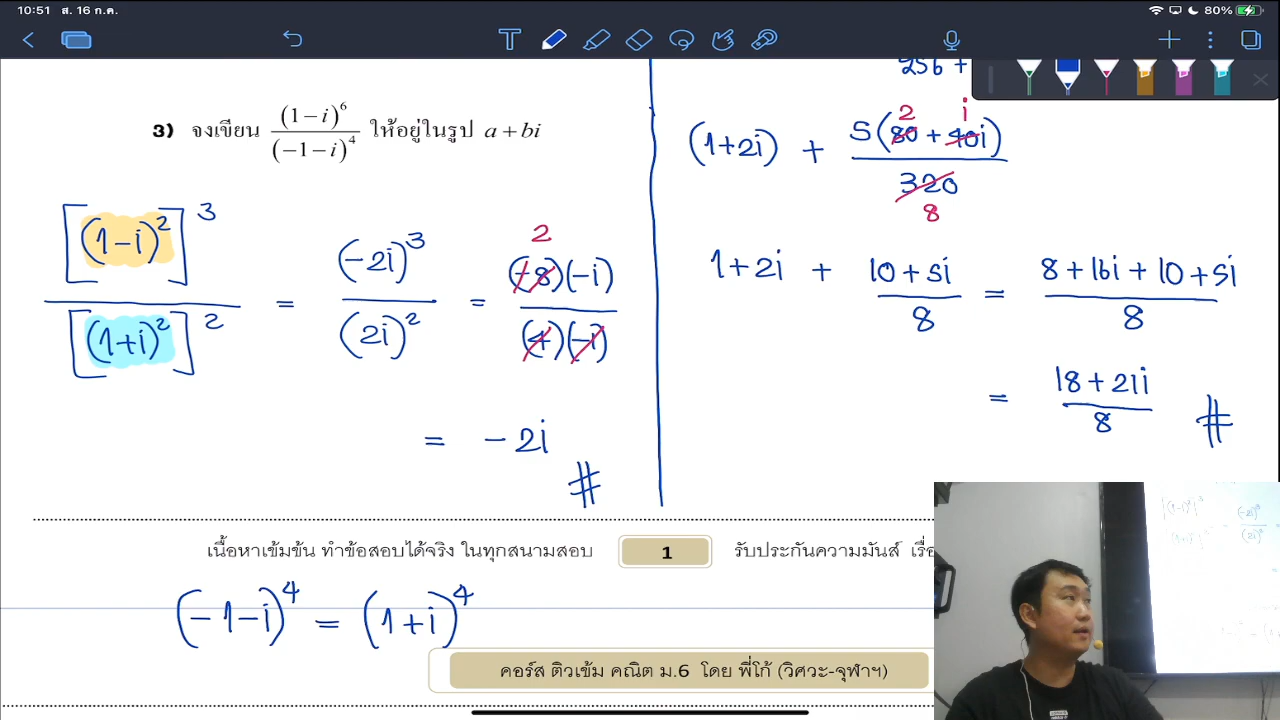 10:51 ส. 16 ก.ค.
80%
3) จงเขียน (1−i)^6 / (−1−i)^4 ให้อยู่ในรูป a+bi
[(1−i)^2]^3 / [(1+i)^2]^2 = (−2i)^3 / (2i)^2 = (−8)(−i) / (4)(−i)
2
= −2i #
256 +
(1+2i) + 5(80 + 40i) / 320
2 i
8
1+2i + 10+5i / 8 = 8+16i+10+5i / 8
= 18+21i / 8 #
เนื้อหาเข้มข้น ทำข้อสอบได้จริง ในทุกสนามสอบ 1 รับประกันความมันส์
(−1−i)^4 = (1+i)^4
คอร์ส ติวเข้ม คณิต ม.6 โดย พี่โก้ (วิศวะ-จุฬาฯ)